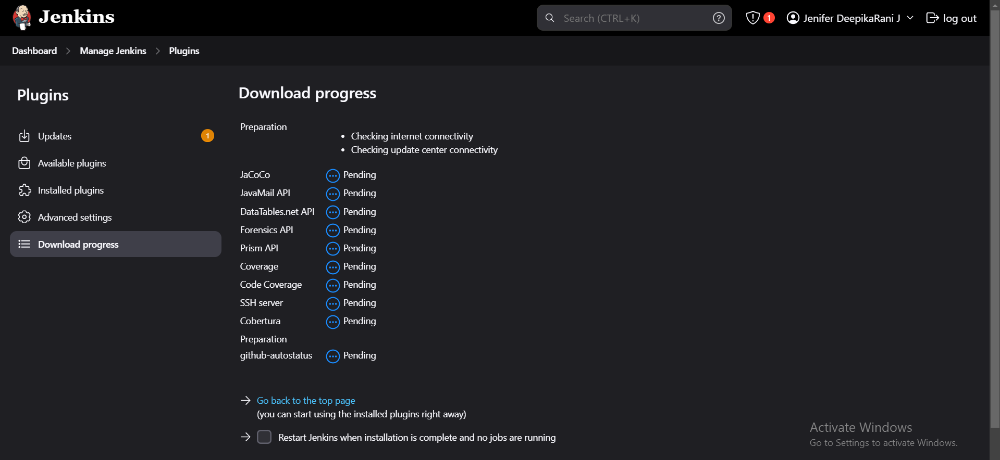 Jenkins
Search (CTRL+K)
1
Jenifer DeepikaRani J
log out
Dashboard
Manage Jenkins
Plugins
Plugins
Updates
1
Available plugins
Installed plugins
Advanced settings
Download progress
Download progress
Preparation
• Checking internet connectivity
• Checking update center connectivity
JaCoCo Pending
JavaMail API Pending
DataTables.net API Pending
Forensics API Pending
Prism API Pending
Coverage Pending
Code Coverage Pending
SSH server Pending
Cobertura Pending
Preparation
github-autostatus Pending
Go back to the top page
(you can start using the installed plugins right away)
Restart Jenkins when installation is complete and no jobs are running
Activate Windows
Go to Settings to activate Windows.